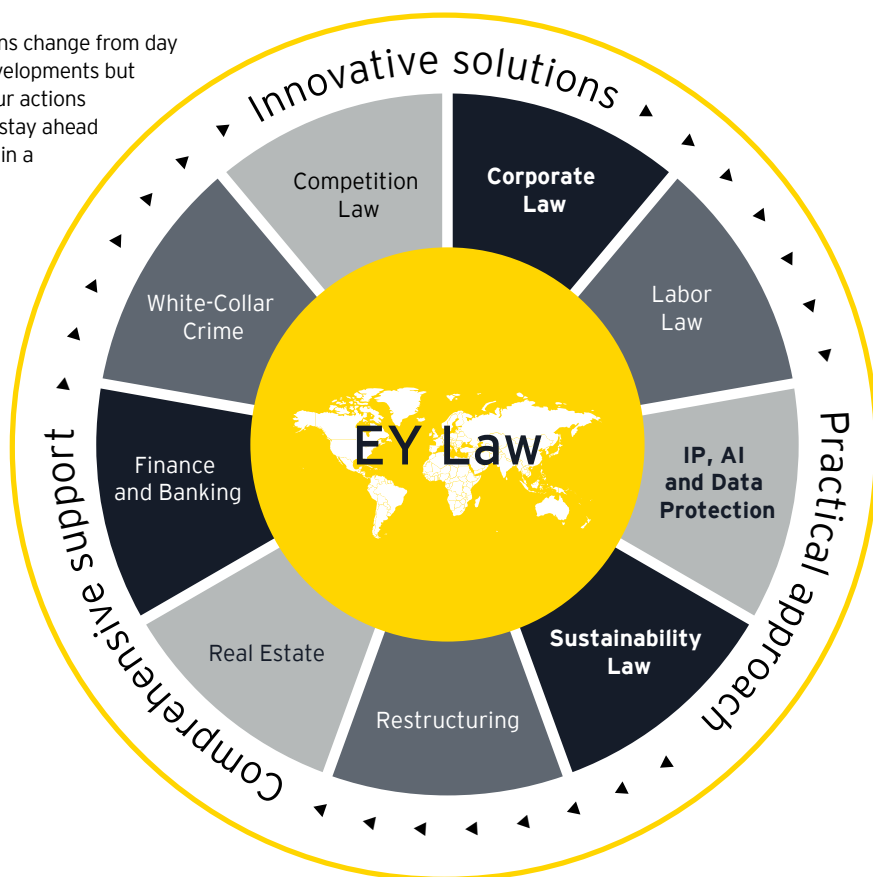 ns change from day
velopments but
ur actions
stay ahead
in a
Innovative solutions
Practical approach
Comprehensive support
Competition
Law
Corporate
Law
Labor
Law
IP, AI
and Data
Protection
Sustainability
Law
Restructuring
Real Estate
Finance
and Banking
White-Collar
Crime
EY Law